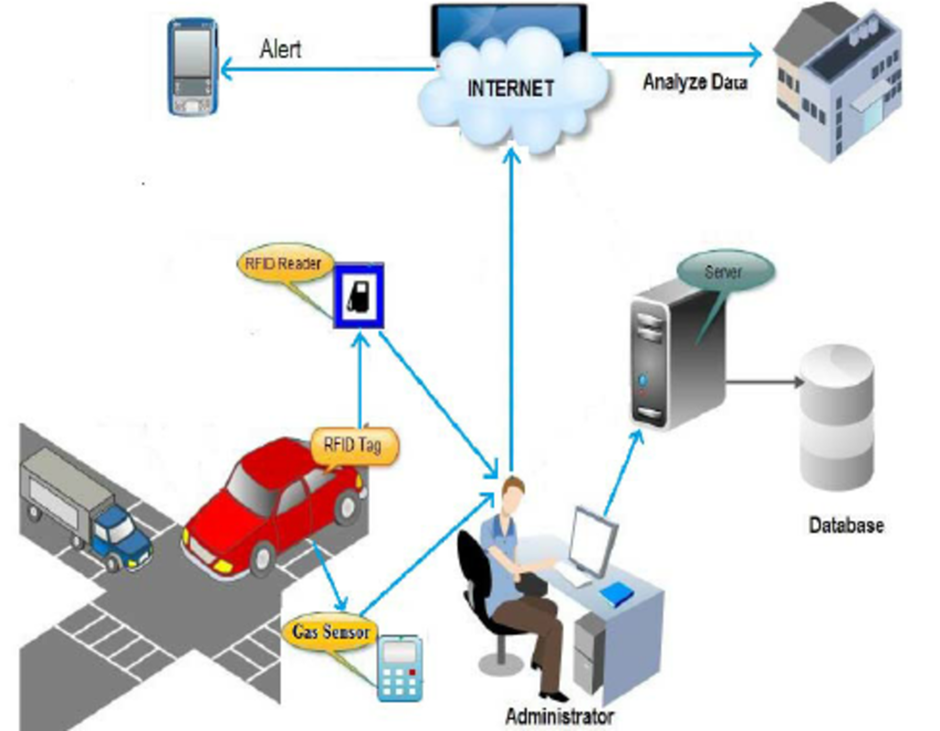 Alert
INTERNET
Analyze Data
RFID Reader
Server
RFID Tag
Database
Gas Sensor
Administrator